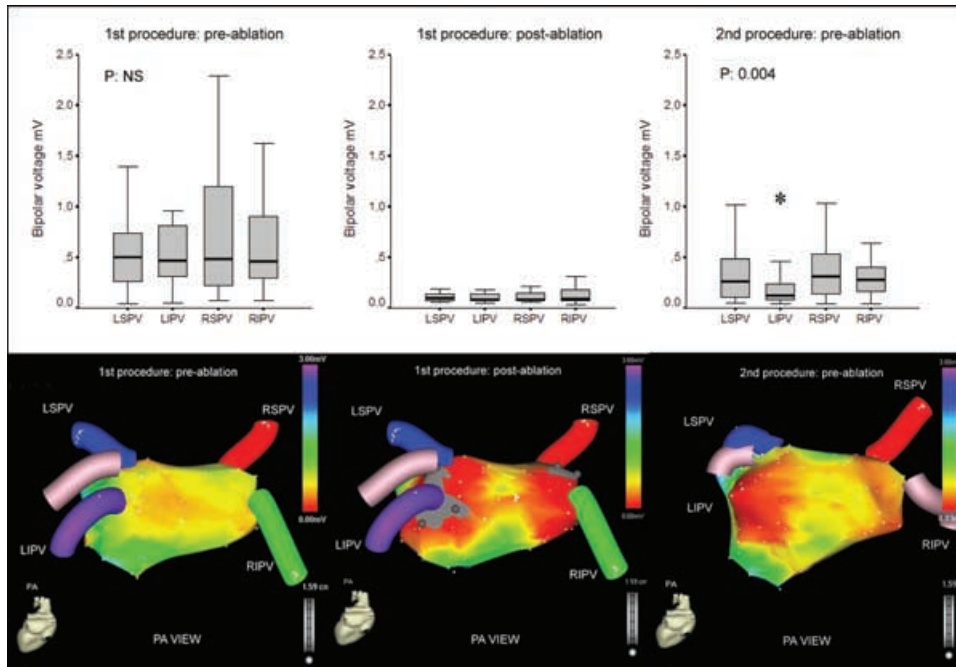 1st procedure: pre-ablation
2.5
2.0
1.5
1.0
.5
0.0
Bipolar voltage mV
P: NS
LSPV LIPV RSPV RIPV
1st procedure: post-ablation
2.5
2.0
1.5
1.0
.5
0.0
Bipolar voltage mV
LSPV LIPV RSPV RIPV
2nd procedure: pre-ablation
2.5
2.0
1.5
1.0
.5
0.0
Bipolar voltage mV
P: 0.004
*
LSPV LIPV RSPV RIPV
1st procedure: pre-ablation
3.00mV
0.00mV
LSPV
RSPV
LIPV
RIPV
PA
1.59 cm
PA VIEW
1st procedure: post-ablation
3.00mV
0.00mV
LSPV
RSPV
LIPV
RIPV
PA
PA VIEW
2nd procedure: pre-ablation
LSPV
RSPV
LIPV
RIPV
PA
PA VIEW